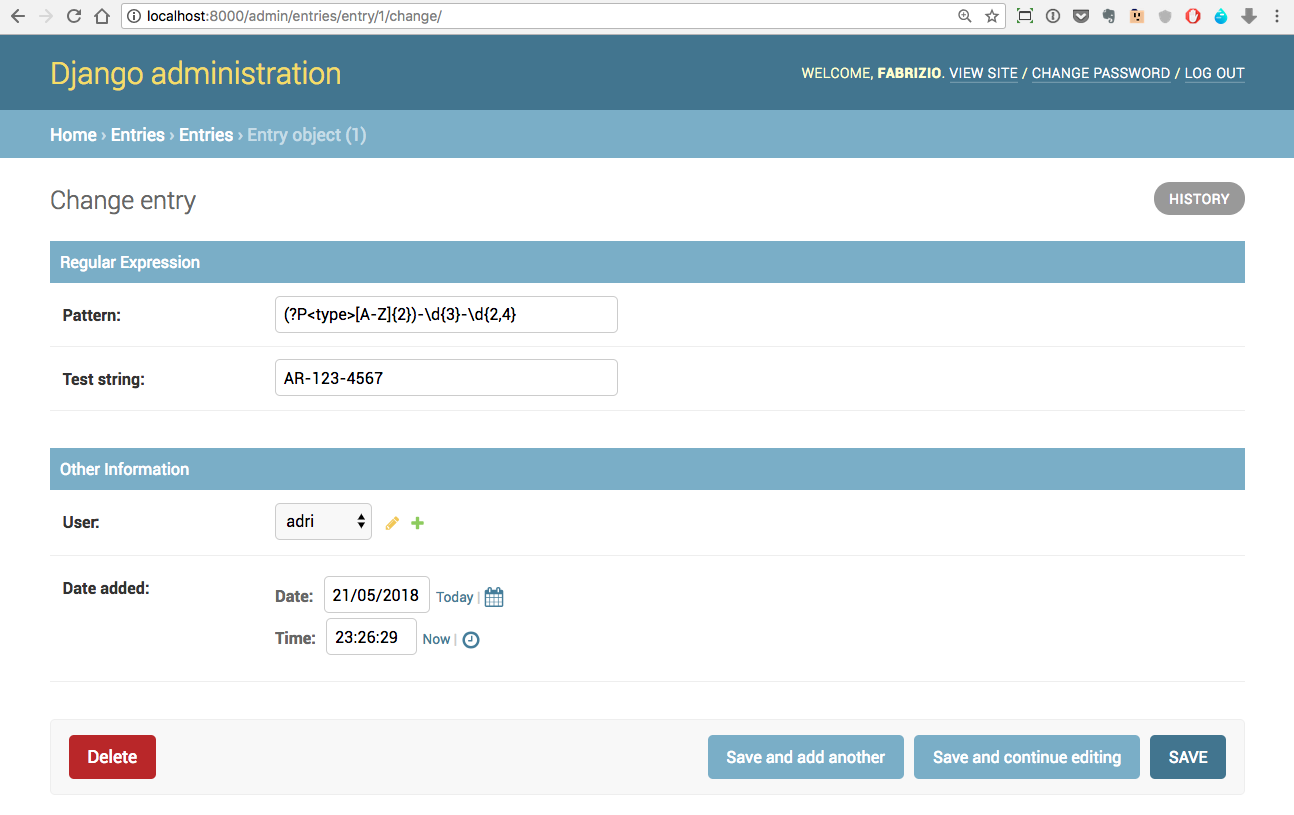 localhost:8000/admin/entries/entry/1/change/
Django administration
WELCOME, FABRIZIO. VIEW SITE / CHANGE PASSWORD / LOG OUT
Home › Entries › Entries › Entry object (1)
Change entry
HISTORY
Regular Expression
Pattern: (?P<type>[A-Z]{2})-\d{3}-\d{2,4}
Test string: AR-123-4567
Other Information
User: adri
Date added:
Date: 21/05/2018 Today |
Time: 23:26:29 Now |
Delete Save and add another Save and continue editing SAVE